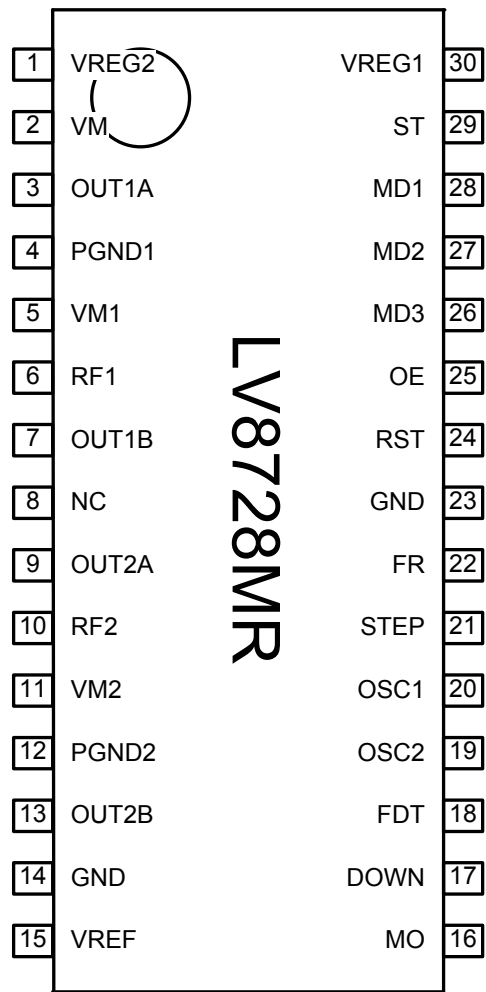 1 VREG2 VREG1 30
2 VM ST 29
3 OUT1A MD1 28
4 PGND1 MD2 27
5 VM1 MD3 26
6 RF1 OE 25
7 OUT1B RST 24
8 NC GND 23
9 OUT2A FR 22
10 RF2 STEP 21
11 VM2 OSC1 20
12 PGND2 OSC2 19
13 OUT2B FDT 18
14 GND DOWN 17
15 VREF MO 16
LV8728MR